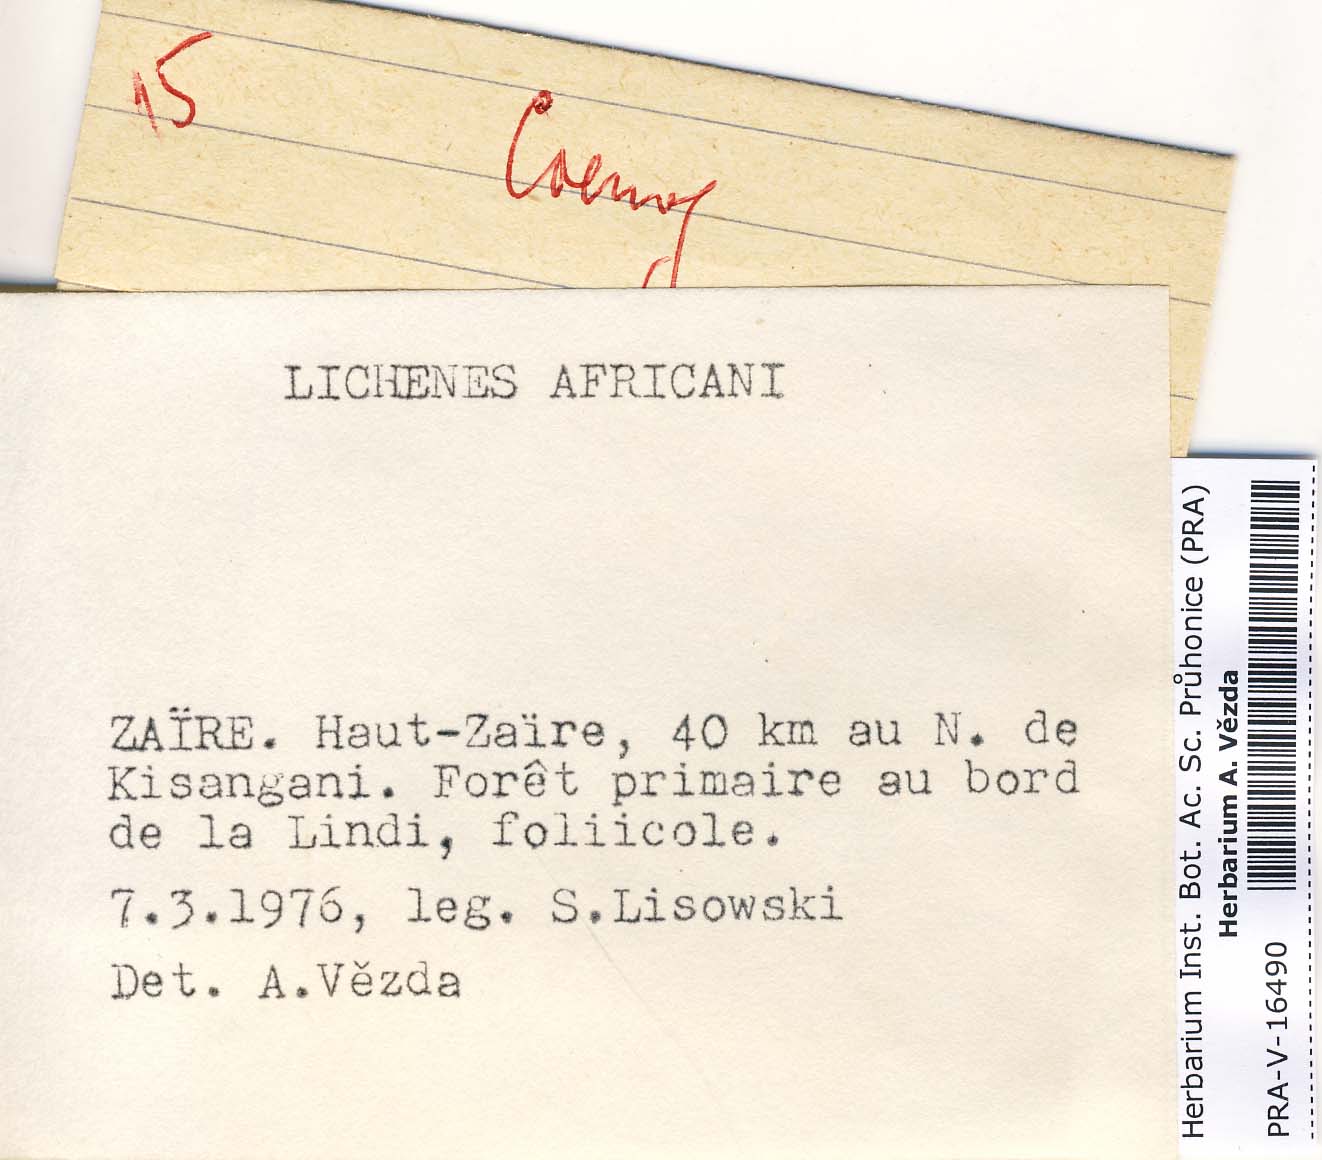 15
LICHENES AFRICANI
ZAÏRE. Haut-Zaïre, 40 km au N. de
Kisangani. Forêt primaire au bord
de la Lindi, foliicole.
7.3.1976, leg. S.Lisowski
Det. A.Vězda
Herbarium Inst. Bot. Ac. Sc. Průhonice (PRA)
Herbarium A. Vězda
PRA-V-16490